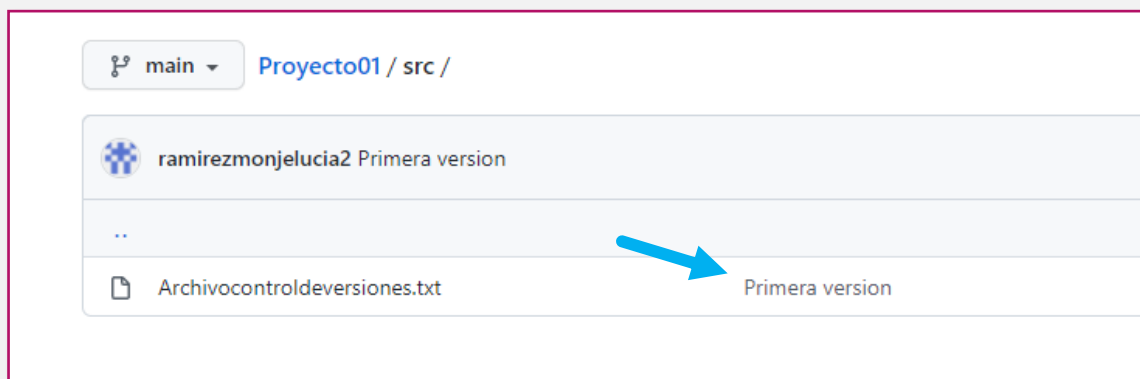 main Proyecto01 / src /
ramirezmonjelucia2 Primera version
..
Archivocontroldeversiones.txt Primera version